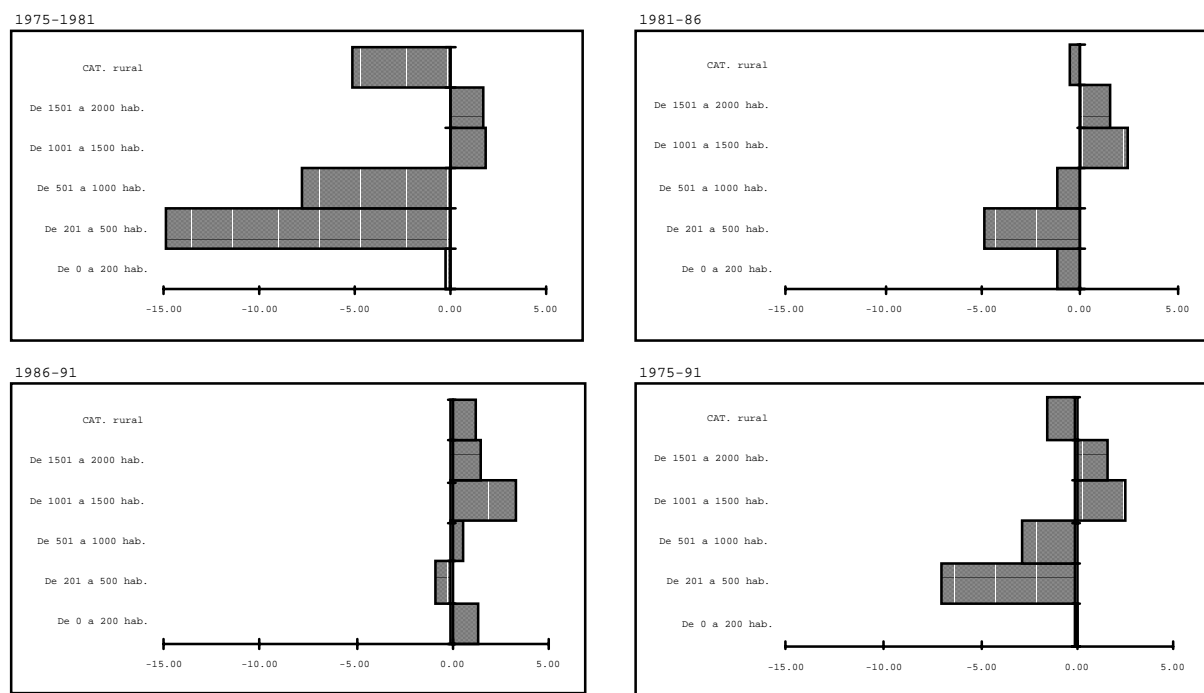 1975-1981
CAT. rural
De 1501 a 2000 hab.
De 1001 a 1500 hab.
De 501 a 1000 hab.
De 201 a 500 hab.
De 0 a 200 hab.
-15.00 -10.00 -5.00 0.00 5.00
1981-86
CAT. rural
De 1501 a 2000 hab.
De 1001 a 1500 hab.
De 501 a 1000 hab.
De 201 a 500 hab.
De 0 a 200 hab.
-15.00 -10.00 -5.00 0.00 5.00
1986-91
CAT. rural
De 1501 a 2000 hab.
De 1001 a 1500 hab.
De 501 a 1000 hab.
De 201 a 500 hab.
De 0 a 200 hab.
-15.00 -10.00 -5.00 0.00 5.00
1975-91
CAT. rural
De 1501 a 2000 hab.
De 1001 a 1500 hab.
De 501 a 1000 hab.
De 201 a 500 hab.
De 0 a 200 hab.
-15.00 -10.00 -5.00 0.00 5.00